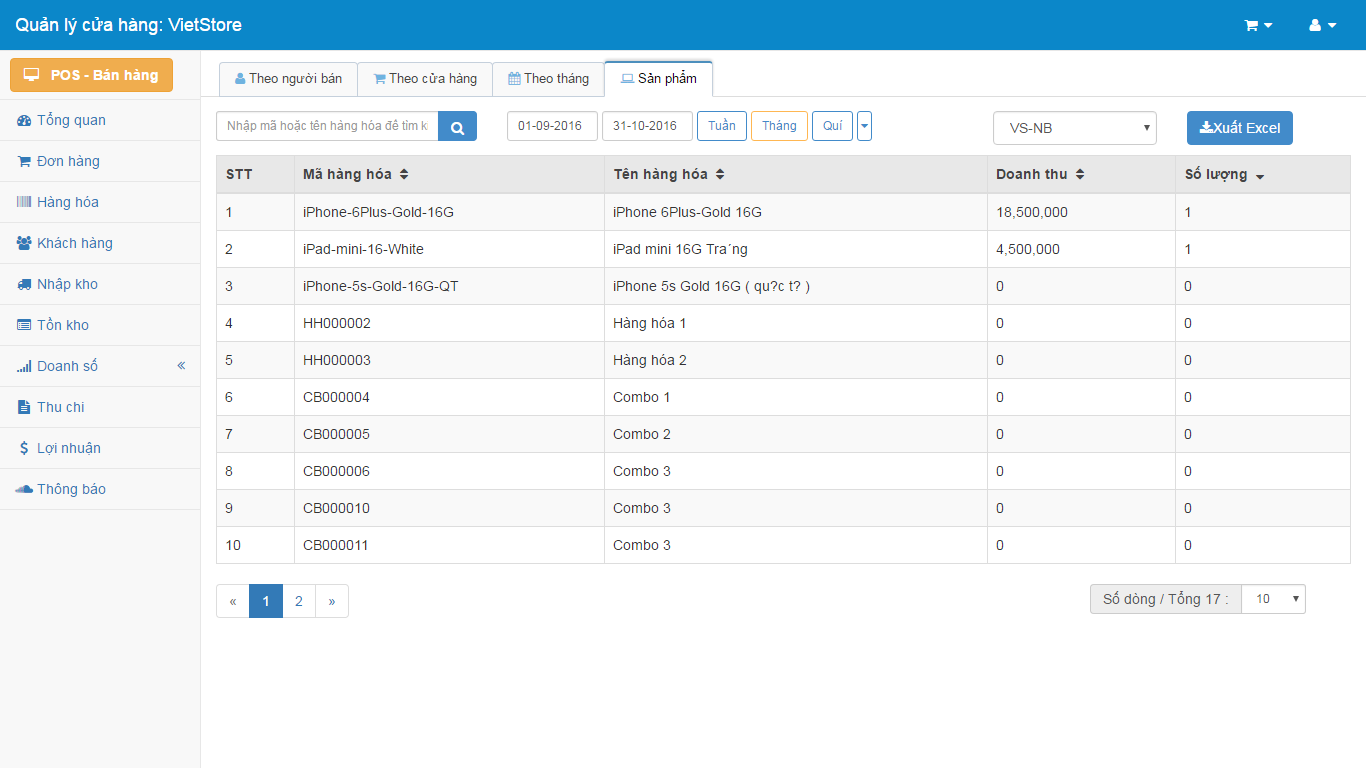 Quản lý cửa hàng: VietStore
POS - Bán hàng
Tổng quan
Đơn hàng
Hàng hóa
Khách hàng
Nhập kho
Tồn kho
Doanh số
Thu chi
Lợi nhuận
Thông báo
Theo người bán Theo cửa hàng Theo tháng Sản phẩm
Nhập mã hoặc tên hàng hóa để tìm 01-09-2016 31-10-2016 Tuần Tháng Quí VS-NB Xuất Excel
STT Mã hàng hóa Tên hàng hóa Doanh thu Số lượng
1 iPhone-6Plus-Gold-16G iPhone 6Plus-Gold 16G 18,500,000 1
2 iPad-mini-16-White iPad mini 16G Tra´ng 4,500,000 1
3 iPhone-5s-Gold-16G-QT iPhone 5s Gold 16G ( qu?c t? ) 0 0
4 HH000002 Hàng hóa 1 0 0
5 HH000003 Hàng hóa 2 0 0
6 CB000004 Combo 1 0 0
7 CB000005 Combo 2 0 0
8 CB000006 Combo 3 0 0
9 CB000010 Combo 3 0 0
10 CB000011 Combo 3 0 0
« 1 2 » Số dòng / Tổng 17 : 10